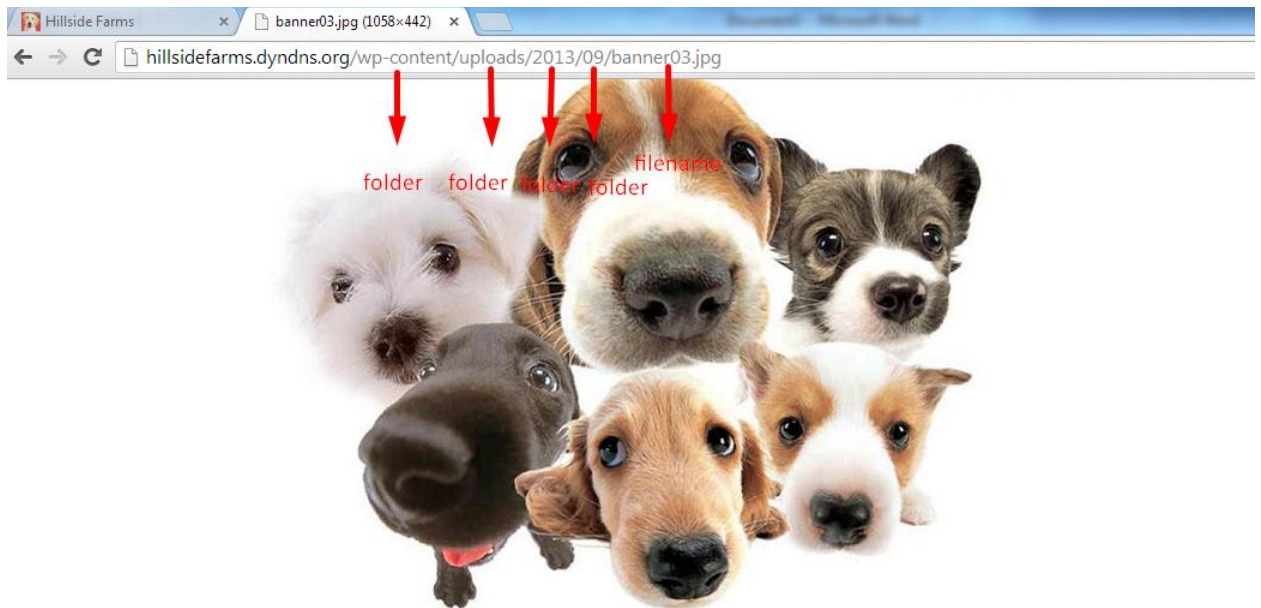 Hillside Farms × banner03.jpg (1058×442) ×
hillsidefarms.dyndns.org/wp-content/uploads/2013/09/banner03.jpg
filename
folder folder folder folder